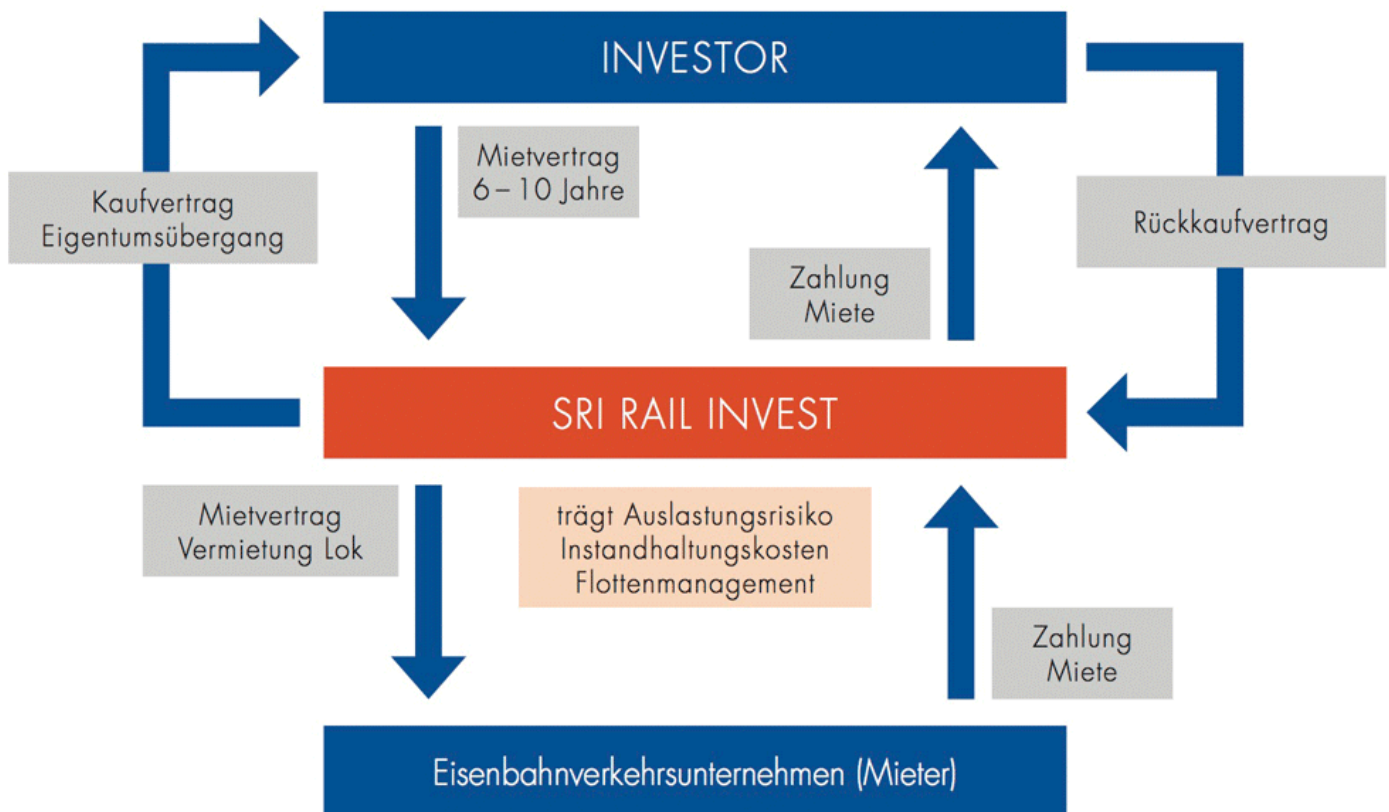 INVESTOR
Mietvertrag
6–10 Jahre
Kaufvertrag
Eigentumsübergang
Rückkaufvertrag
Zahlung
Miete
SRI RAIL INVEST
Mietvertrag
Vermietung Lok
trägt Auslastungsrisiko
Instandhaltungskosten
Flottenmanagement
Zahlung
Miete
Eisenbahnverkehrsunternehmen (Mieter)